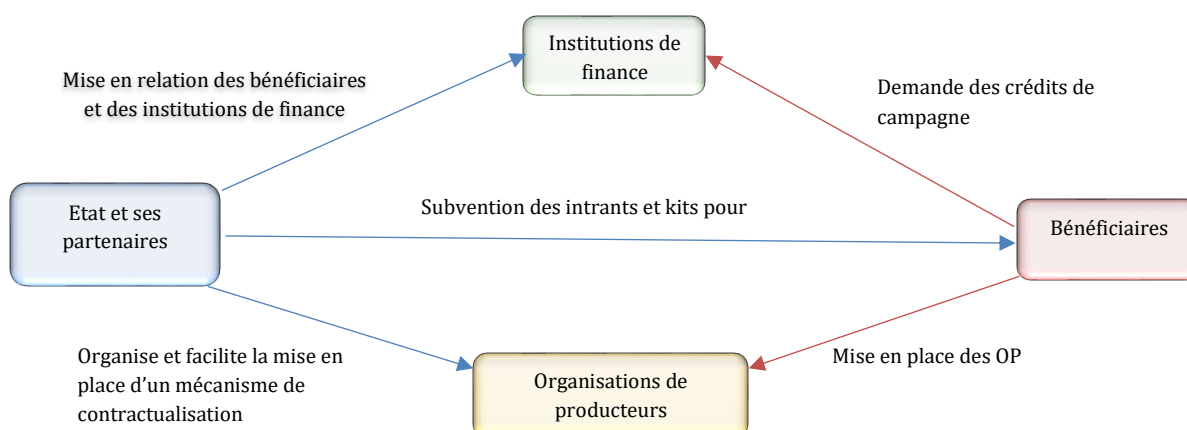 Institutions de
finance
Mise en relation des bénéficiaires
et des institutions de finance
Demande des crédits de
campagne
Etat et ses
partenaires
Subvention des intrants et kits pour
Bénéficiaires
Organise et facilite la mise en
place d’un mécanisme de
contractualisation
Organisations de
producteurs
Mise en place des OP